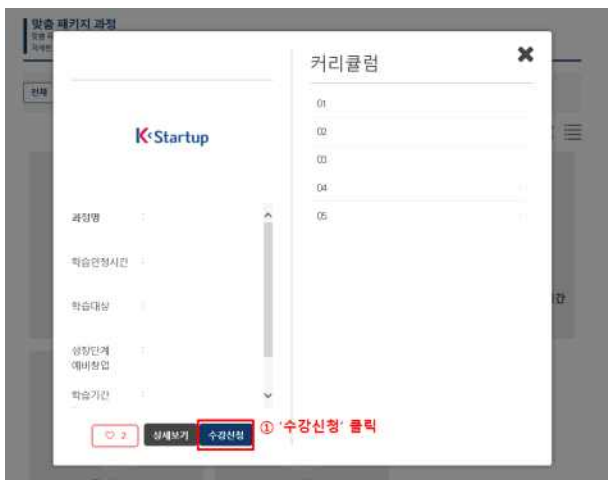 맞춤 패키지 과정
전체
커리큘럼
01
02
03
04
05
K-Startup
과정명 :
학습인정시간 :
학습대상 :
성장단계 :
예비창업
학습기간 :
♡ 2
상세보기
수강신청
① '수강신청' 클릭